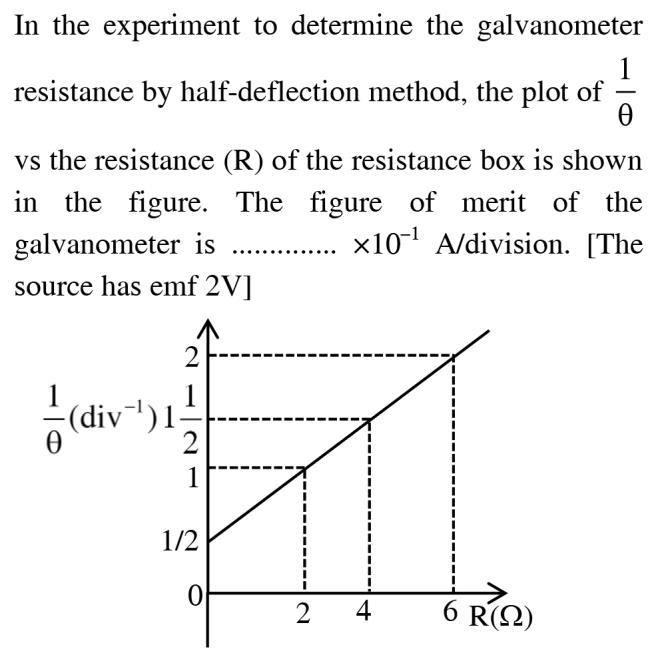 In the experiment to determine the galvanometer
resistance by half-deflection method, the plot of 1/θ
vs the resistance (R) of the resistance box is shown
in the figure. The figure of merit of the
galvanometer is .............. ×10⁻¹ A/division. [The
source has emf 2V]
2
1/θ (div⁻¹) 1 1/2
1
1/2
0
2 4 6 R(Ω)